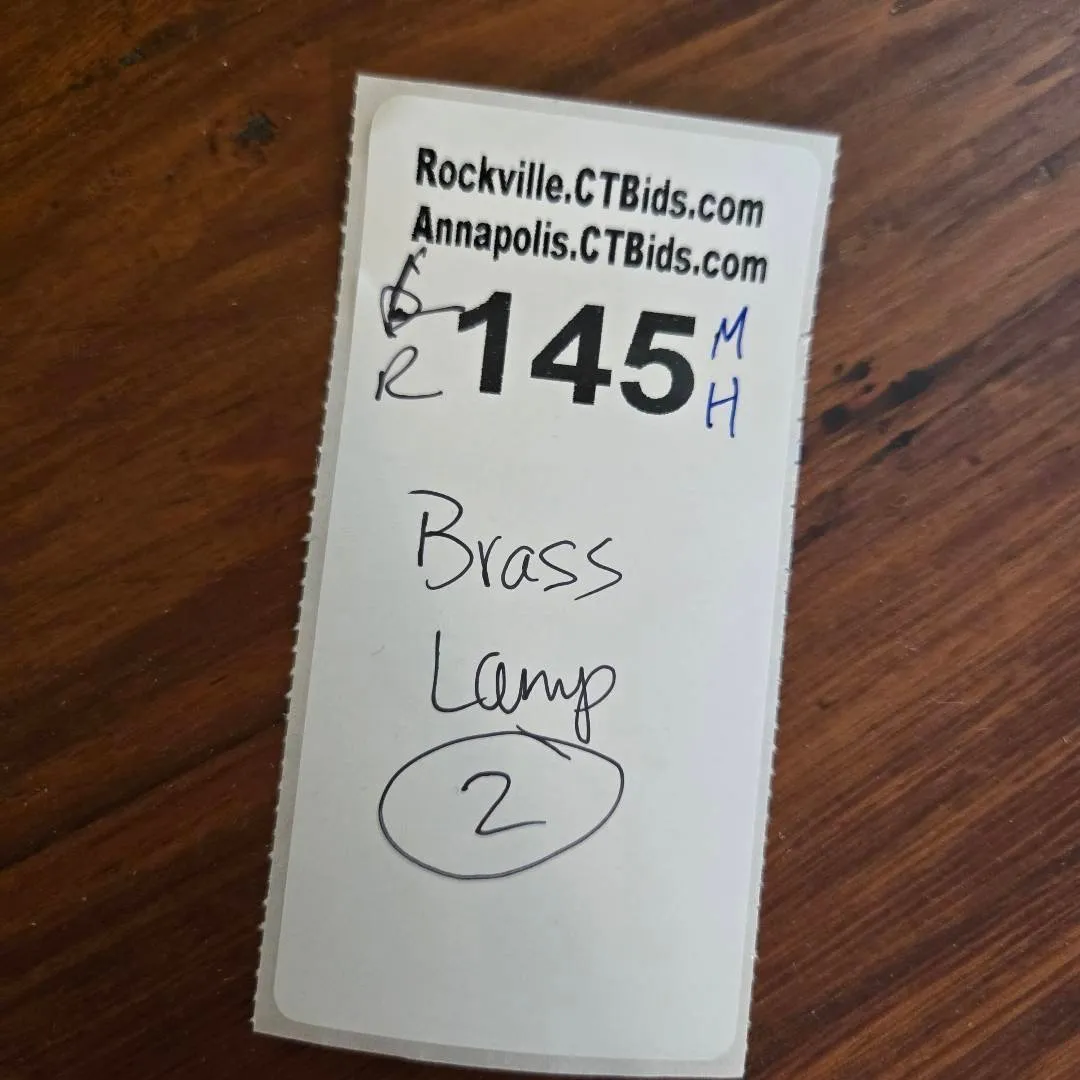 Rockville.CTBids.com
Annapolis.CTBids.com
R 145 M
H
Brass
Lamp
2